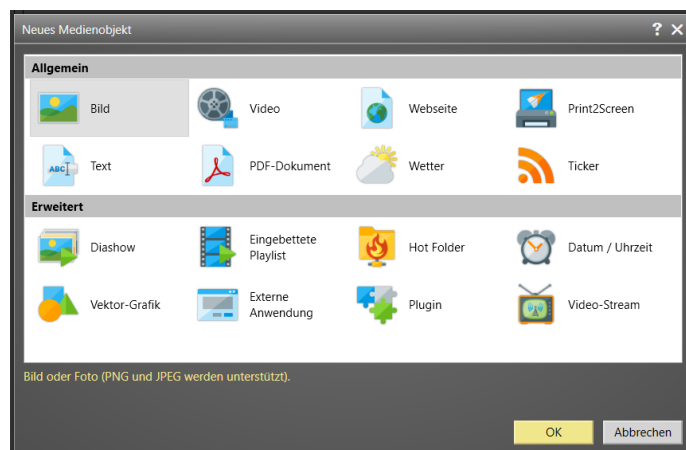 Neues Medienobjekt ? ×
Allgemein
Bild Video Webseite Print2Screen
ABC Text PDF-Dokument Wetter Ticker
Erweitert
Diashow Eingebettete Playlist Hot Folder Datum / Uhrzeit
Vektor-Grafik Externe Anwendung Plugin Video-Stream
Bild oder Foto (PNG und JPEG werden unterstützt).
OK Abbrechen